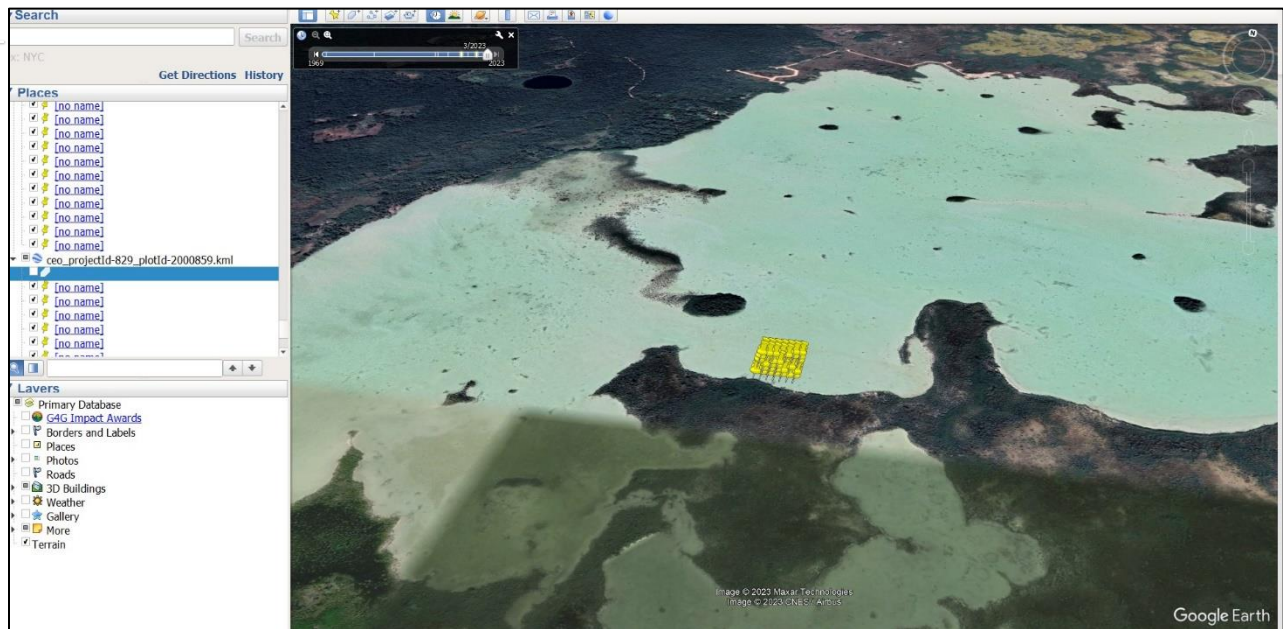 Search
Search
x: NYC
Get Directions History
Places
[no name]
[no name]
[no name]
[no name]
[no name]
[no name]
[no name]
[no name]
[no name]
[no name]
[no name]
ceo_projectId-829_plotId-2000859.kml
[no name]
[no name]
[no name]
[no name]
[no name]
[no name]
Layers
Primary Database
G4G Impact Awards
Borders and Labels
Places
Photos
Roads
3D Buildings
Weather
Gallery
More
Terrain
3/2023
1969
2023
N
Image © 2023 Maxar Technologies
Image © 2023 CNES / Airbus
Google Earth